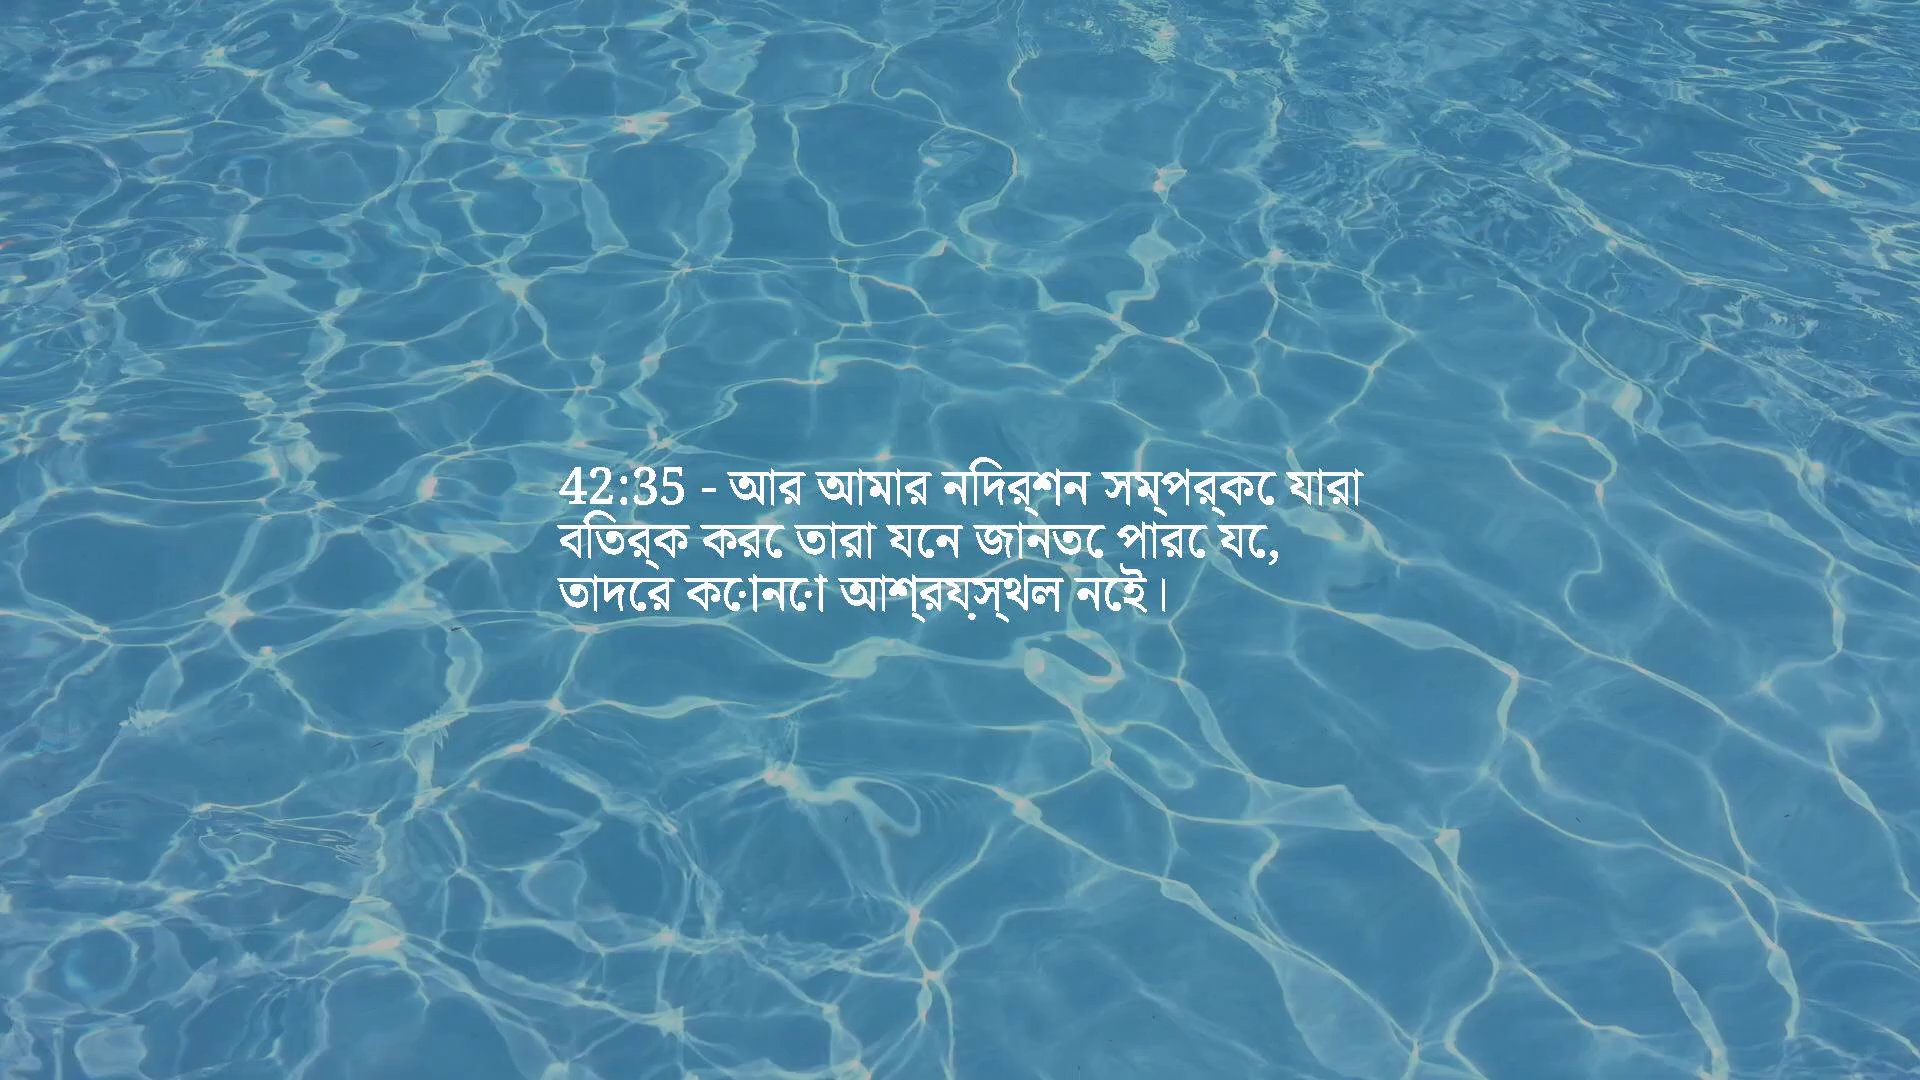 42:35 - আর আমার নিদর্শন সম্পর্কে যারা
বিতর্ক করে তারা যেন জানতে পারে যে,
তাদের কোনো আশ্রয়স্থল নেই।